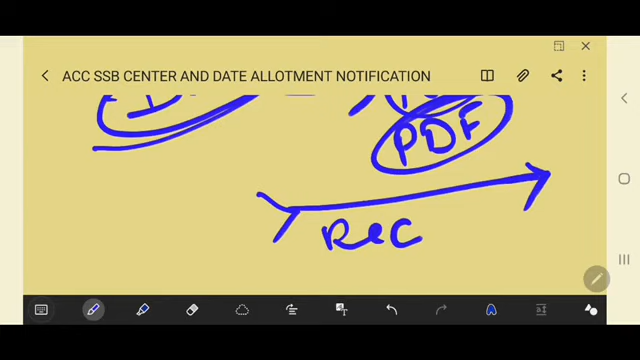 ACC SSB CENTER AND DATE ALLOTMENT NOTIFICATION
PDF
Rec